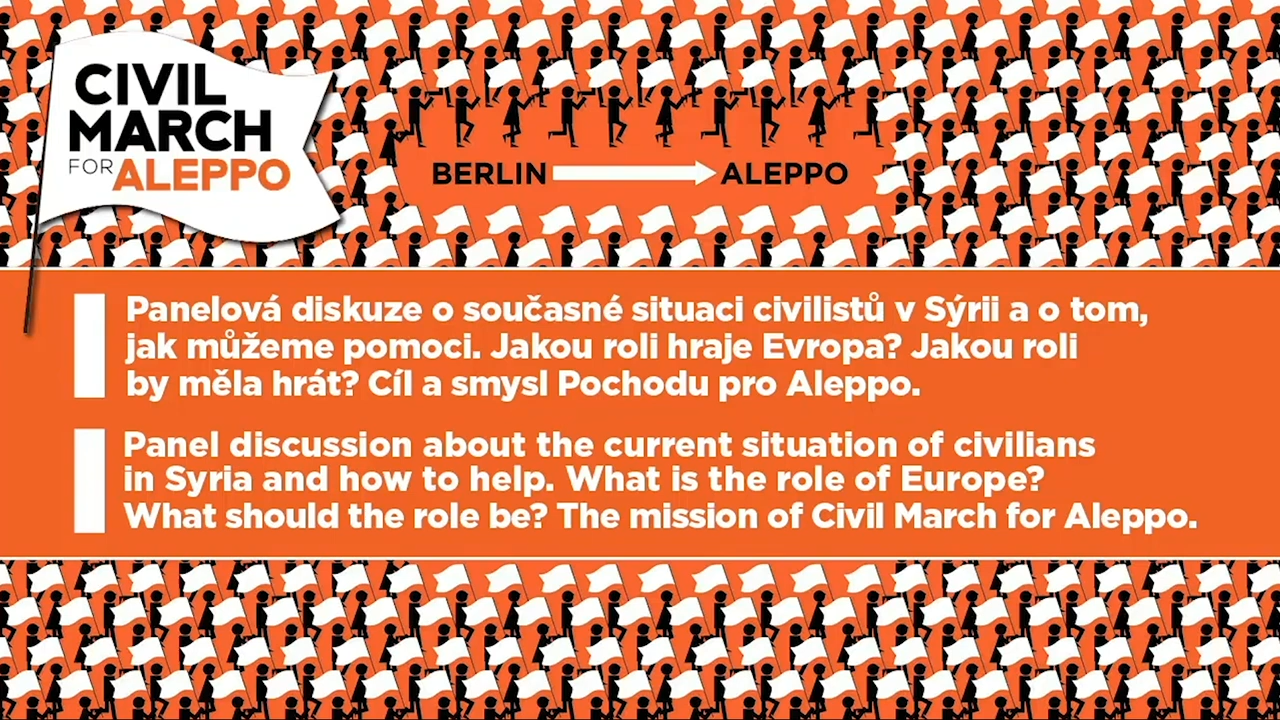 CIVIL
MARCH
FOR ALEPPO
BERLIN ALEPPO
Panelová diskuze o současné situaci civilistů v Sýrii a o tom,
jak můžeme pomoci. Jakou roli hraje Evropa? Jakou roli
by měla hrát? Cíl a smysl Pochodu pro Aleppo.
Panel discussion about the current situation of civilians
in Syria and how to help. What is the role of Europe?
What should the role be? The mission of Civil March for Aleppo.